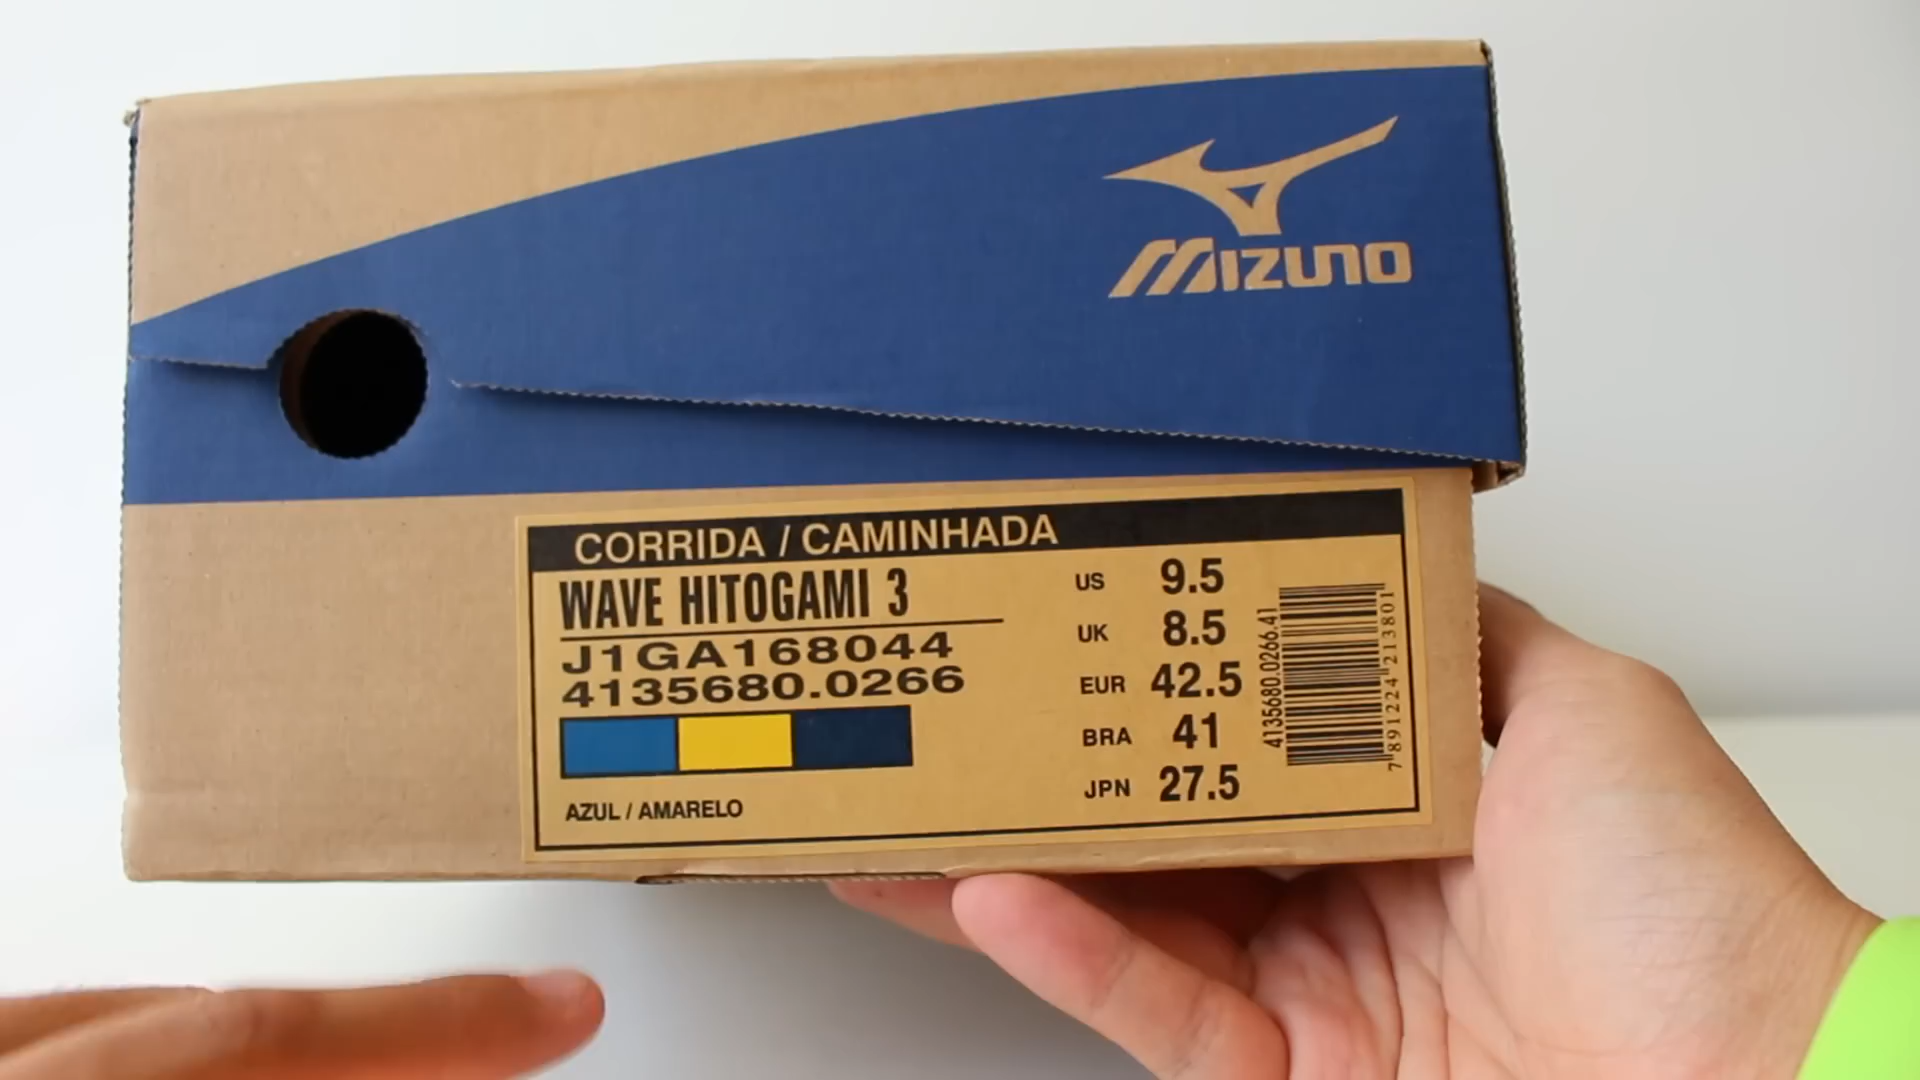 MIZUNO
CORRIDA / CAMINHADA
WAVE HITOGAMI 3
J1GA168044
4135680.0266
AZUL / AMARELO
US 9.5
UK 8.5
EUR 42.5
BRA 41
JPN 27.5
4135680.0266.41
7 891224 213801